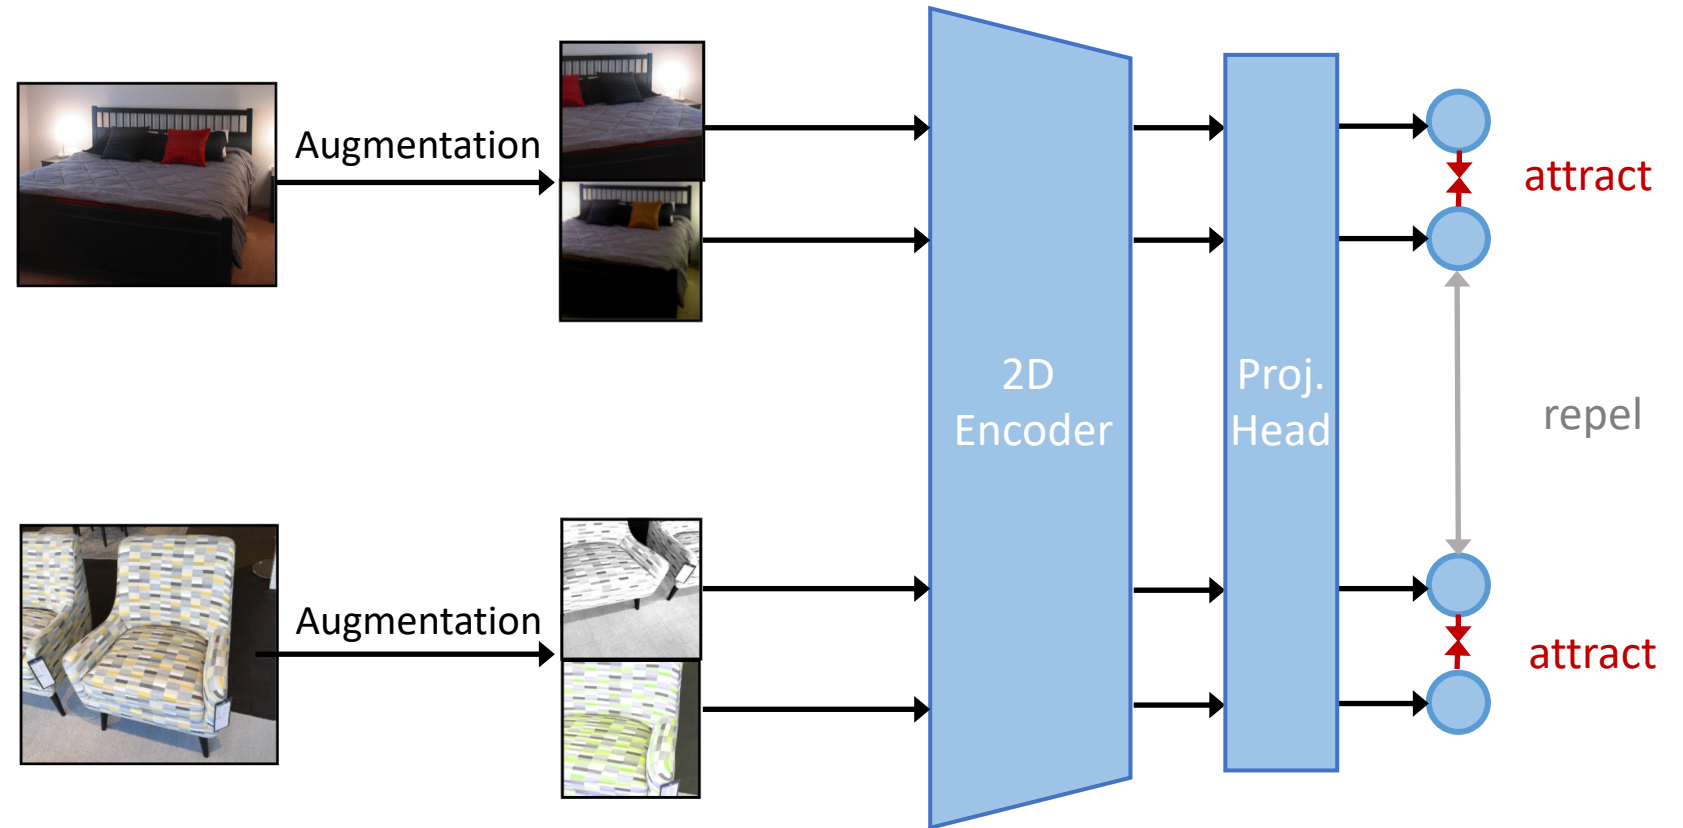 Augmentation
attract
2D
Encoder
Proj.
Head
repel
Augmentation
attract